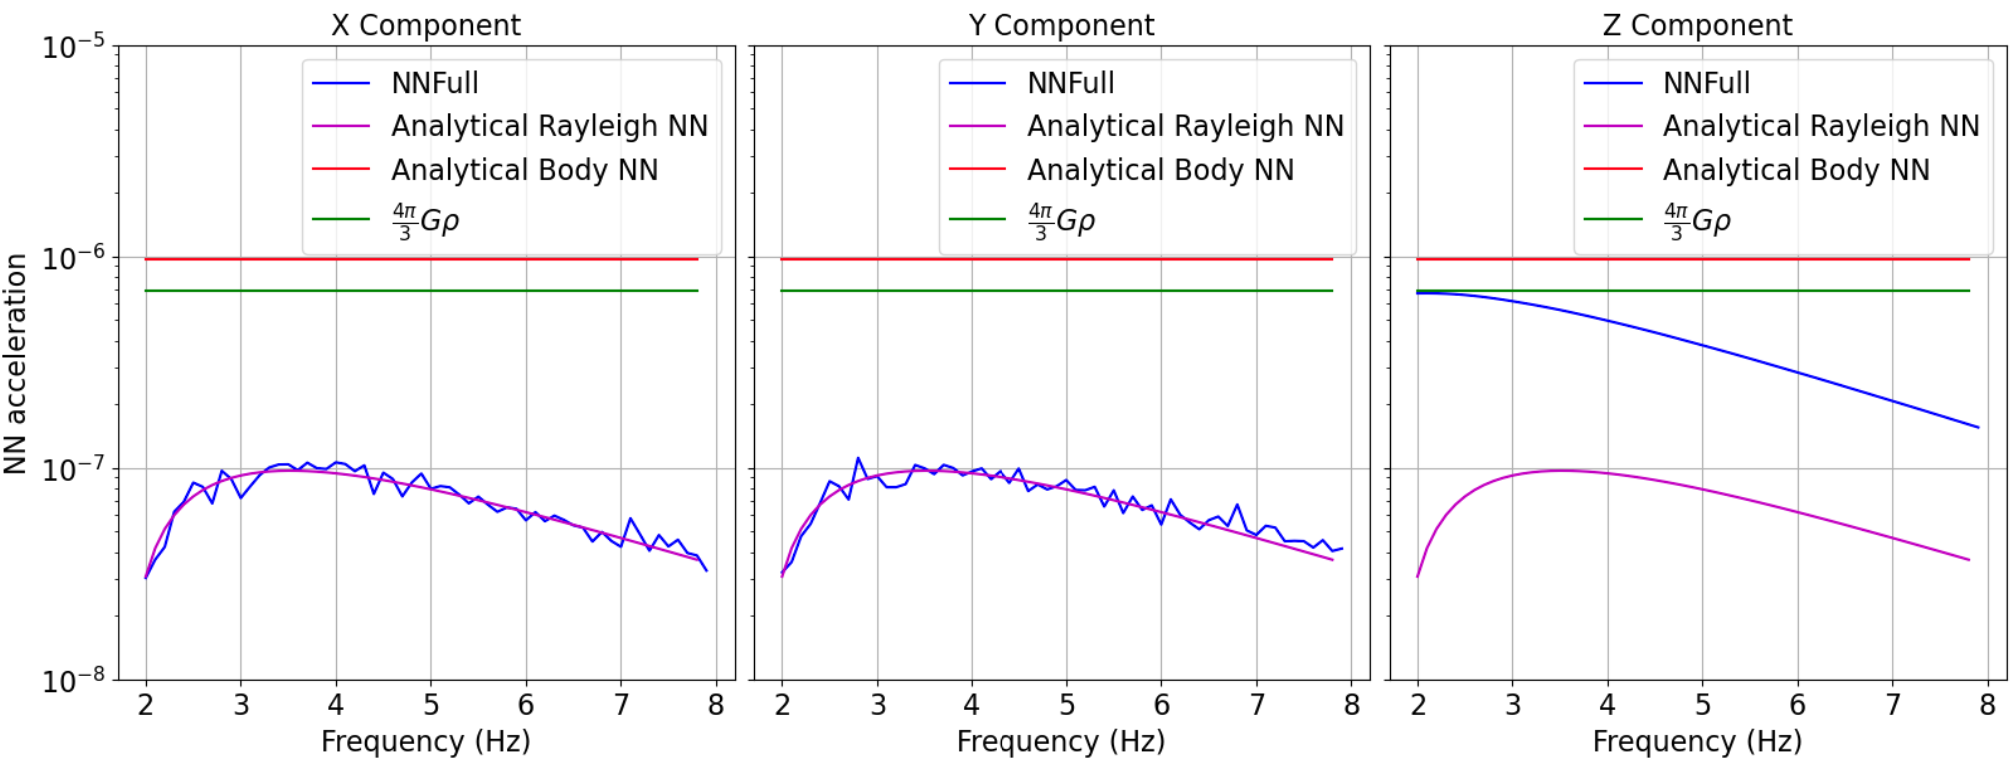 X Component
Y Component
Z Component
NN acceleration
10⁻⁵
10⁻⁶
10⁻⁷
10⁻⁸
NNFull
Analytical Rayleigh NN
Analytical Body NN
4π/3 Gρ
2 3 4 5 6 7 8
Frequency (Hz)
NNFull
Analytical Rayleigh NN
Analytical Body NN
4π/3 Gρ
2 3 4 5 6 7 8
Frequency (Hz)
NNFull
Analytical Rayleigh NN
Analytical Body NN
4π/3 Gρ
2 3 4 5 6 7 8
Frequency (Hz)